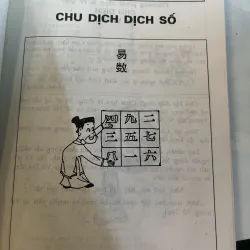 CHU DỊCH DỊCH SỐ
易
数
四 九 二
三 五 七
八 一 六